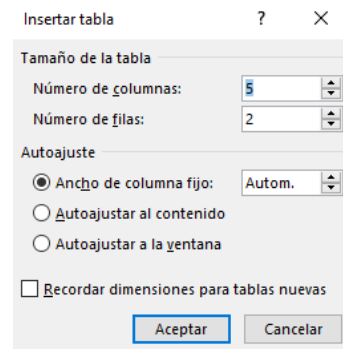 Insertar tabla ? ×
Tamaño de la tabla
Número de columnas: 5
Número de filas: 2
Autoajuste
Ancho de columna fijo: Autom.
Autoajustar al contenido
Autoajustar a la ventana
Recordar dimensiones para tablas nuevas
Aceptar Cancelar